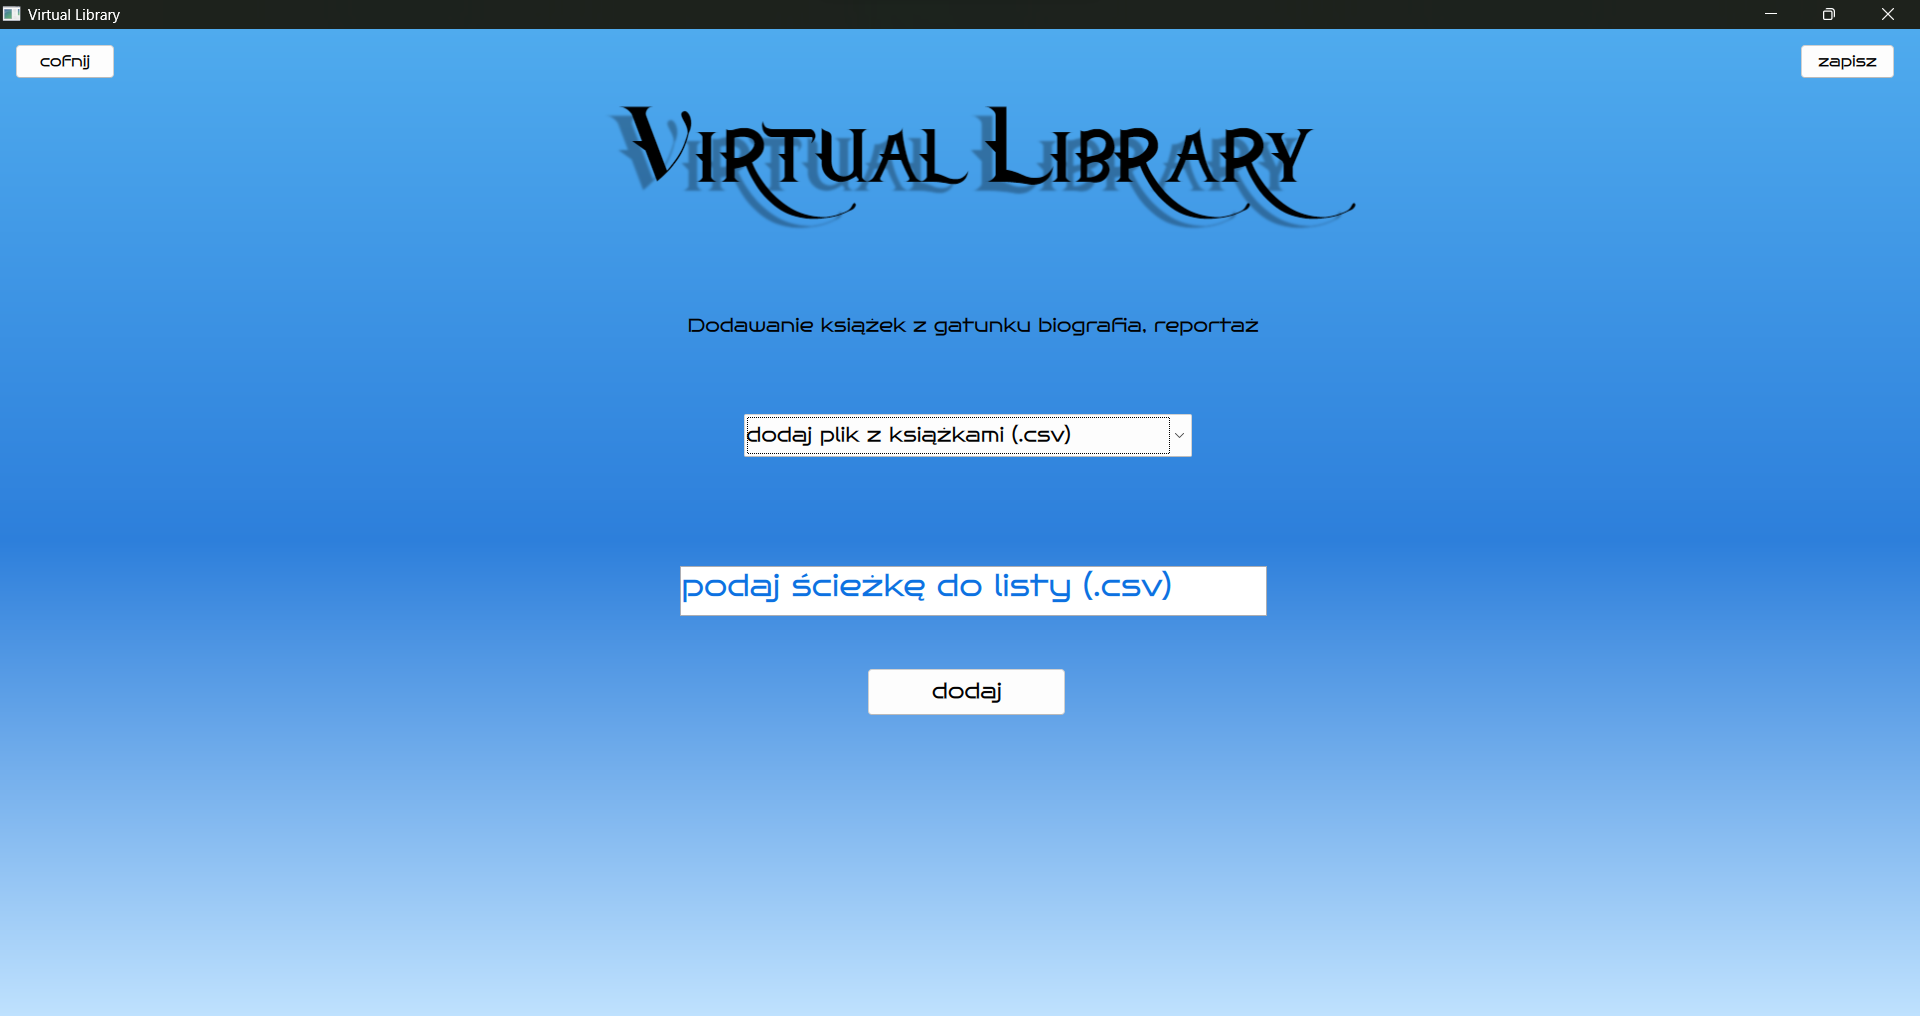 Virtual Library
cofnij
zapisz
Virtual Library
Dodawanie książek z gatunku biografia, reportaż
dodaj plik z książkami (.csv)
podaj ścieżkę do listy (.csv)
dodaj